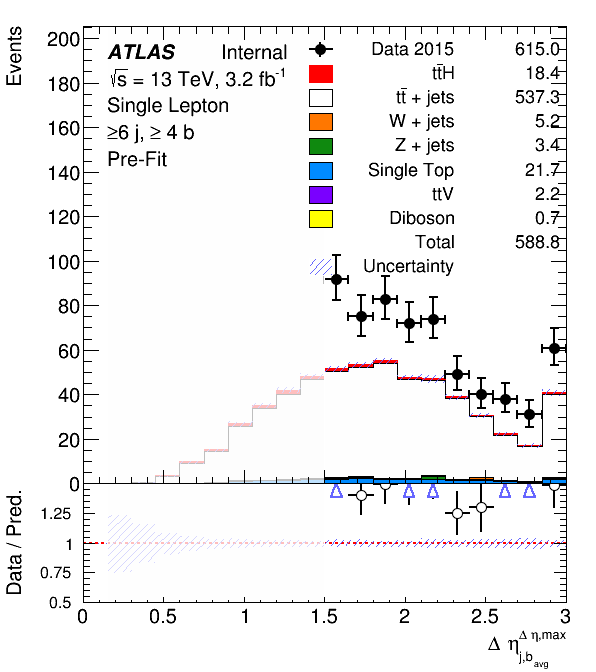 Events
ATLAS Internal
√s = 13 TeV, 3.2 fb-1
Single Lepton
≥6 j, ≥ 4 b
Pre-Fit
Data 2015 615.0
tt̄H 18.4
tt̄ + jets 537.3
W + jets 5.2
Z + jets 3.4
Single Top 21.7
ttV 2.2
Diboson 0.7
Total 588.8
Uncertainty
200
180
160
140
120
100
80
60
40
20
0
Data / Pred.
1.25
1
0.75
0.5
0 0.5 1 1.5 2 2.5 3
Δ η Δ η,max j,b avg